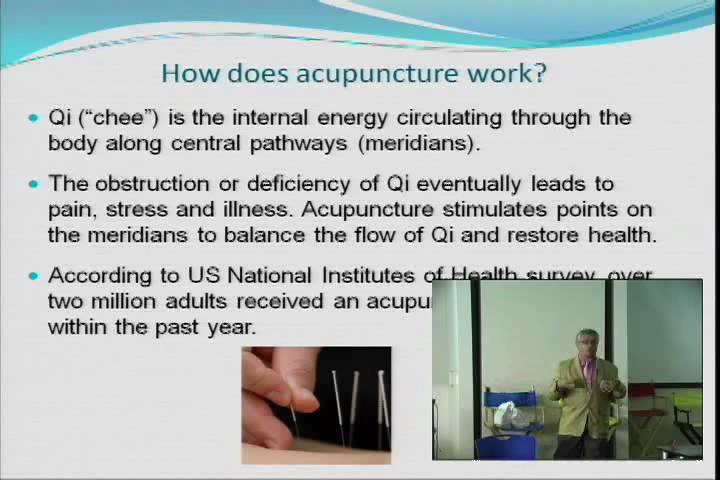 How does acupuncture work?
Qi ("chee") is the internal energy circulating through the
body along central pathways (meridians).
The obstruction or deficiency of Qi eventually leads to
pain, stress and illness. Acupuncture stimulates points on
the meridians to balance the flow of Qi and restore health.
According to US National Institutes of Health survey, over
two million adults received an
within the past year.